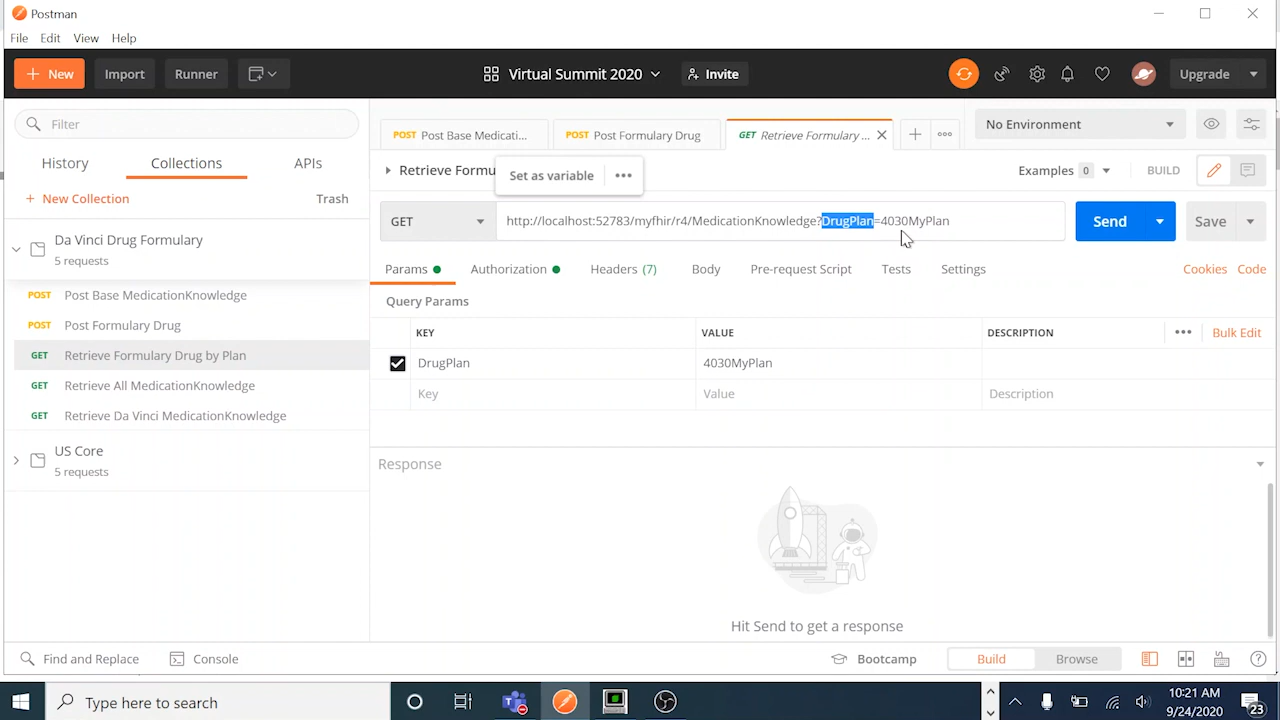 Postman
File Edit View Help
New Import Runner Virtual Summit 2020 Invite Upgrade
Filter
History Collections APIs
New Collection Trash
Da Vinci Drug Formulary
5 requests
POST Post Base MedicationKnowledge
POST Post Formulary Drug
GET Retrieve Formulary Drug by Plan
GET Retrieve All MedicationKnowledge
GET Retrieve Da Vinci MedicationKnowledge
US Core
5 requests
POST Post Base Medicati... POST Post Formulary Drug GET Retrieve Formulary ... No Environment
Retrieve Formu Set as variable Examples 0 BUILD
GET http://localhost:52783/myfhir/r4/MedicationKnowledge?DrugPlan=4030MyPlan Send Save
Params Authorization Headers (7) Body Pre-request Script Tests Settings Cookies Code
Query Params
KEY VALUE DESCRIPTION Bulk Edit
DrugPlan 4030MyPlan
Key Value Description
Response
Hit Send to get a response
Find and Replace Console Bootcamp Build Browse
Type here to search
10:21 AM
9/24/2020
23